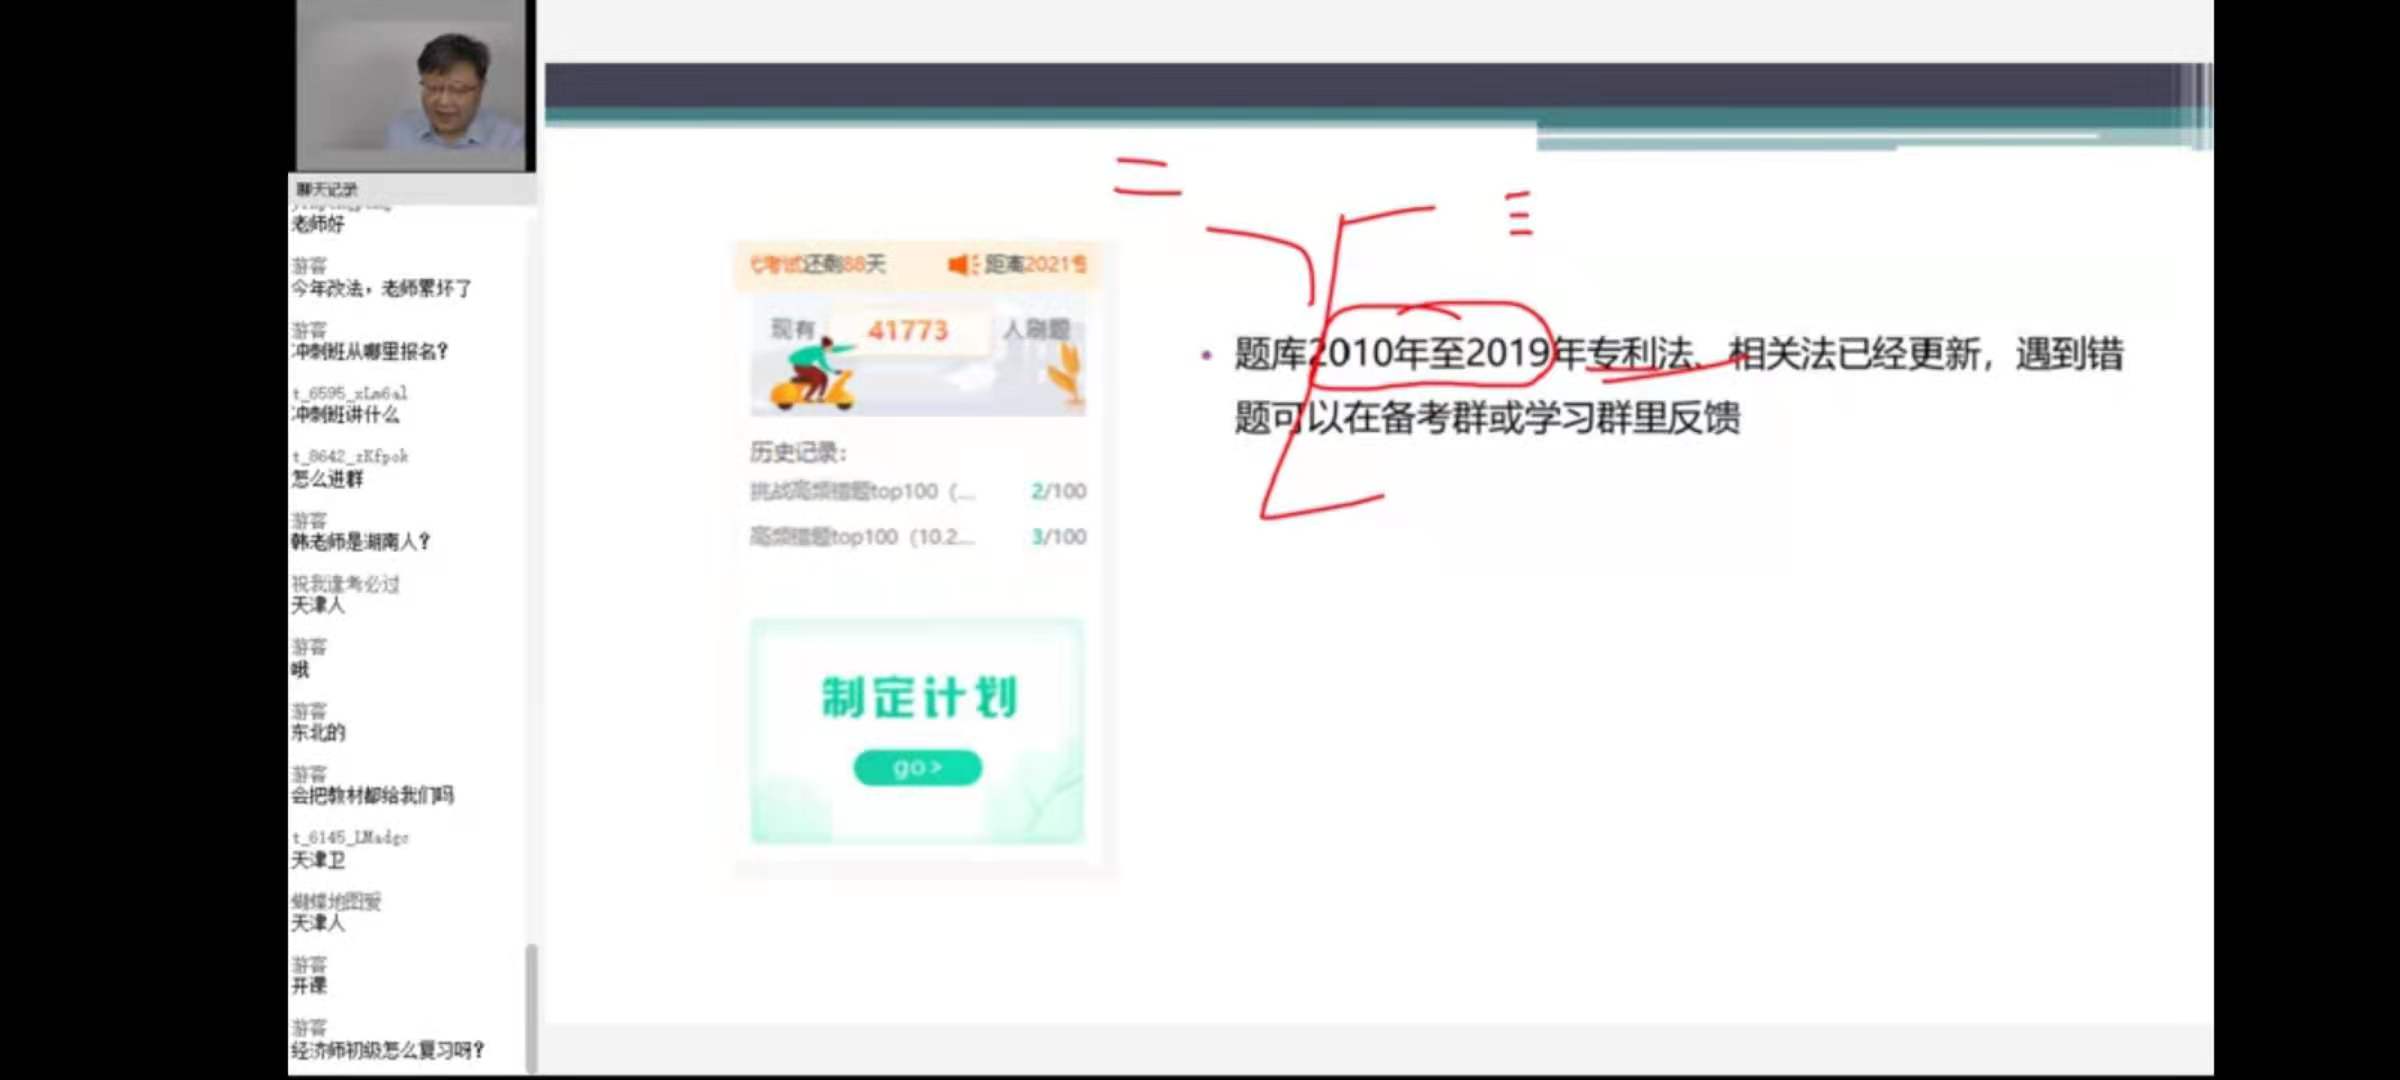 聊天记录
老师好
游客
今年改法，老师累坏了
游客
冲刺班从哪里报名？
t_6595_xLm6al
冲刺班讲什么
t_8642_zKfpok
怎么进群
游客
韩老师是湖南人？
祝我逢考必过
天津人
游客
哦
游客
东北的
游客
会把教材都给我们吗
t_6145_LMadgc
天津卫
蝴蝶地图爱
天津人
游客
开课
游客
经济师初级怎么复习呀？
考试还剩88天
距离2021
现有 41773 人刷题
历史记录：
挑战高频错题top100（... 2/100
高频错题top100（10.2... 3/100
制定计划
go>
• 题库2010年至2019年专利法、相关法已经更新，遇到错
题可以在备考群或学习群里反馈